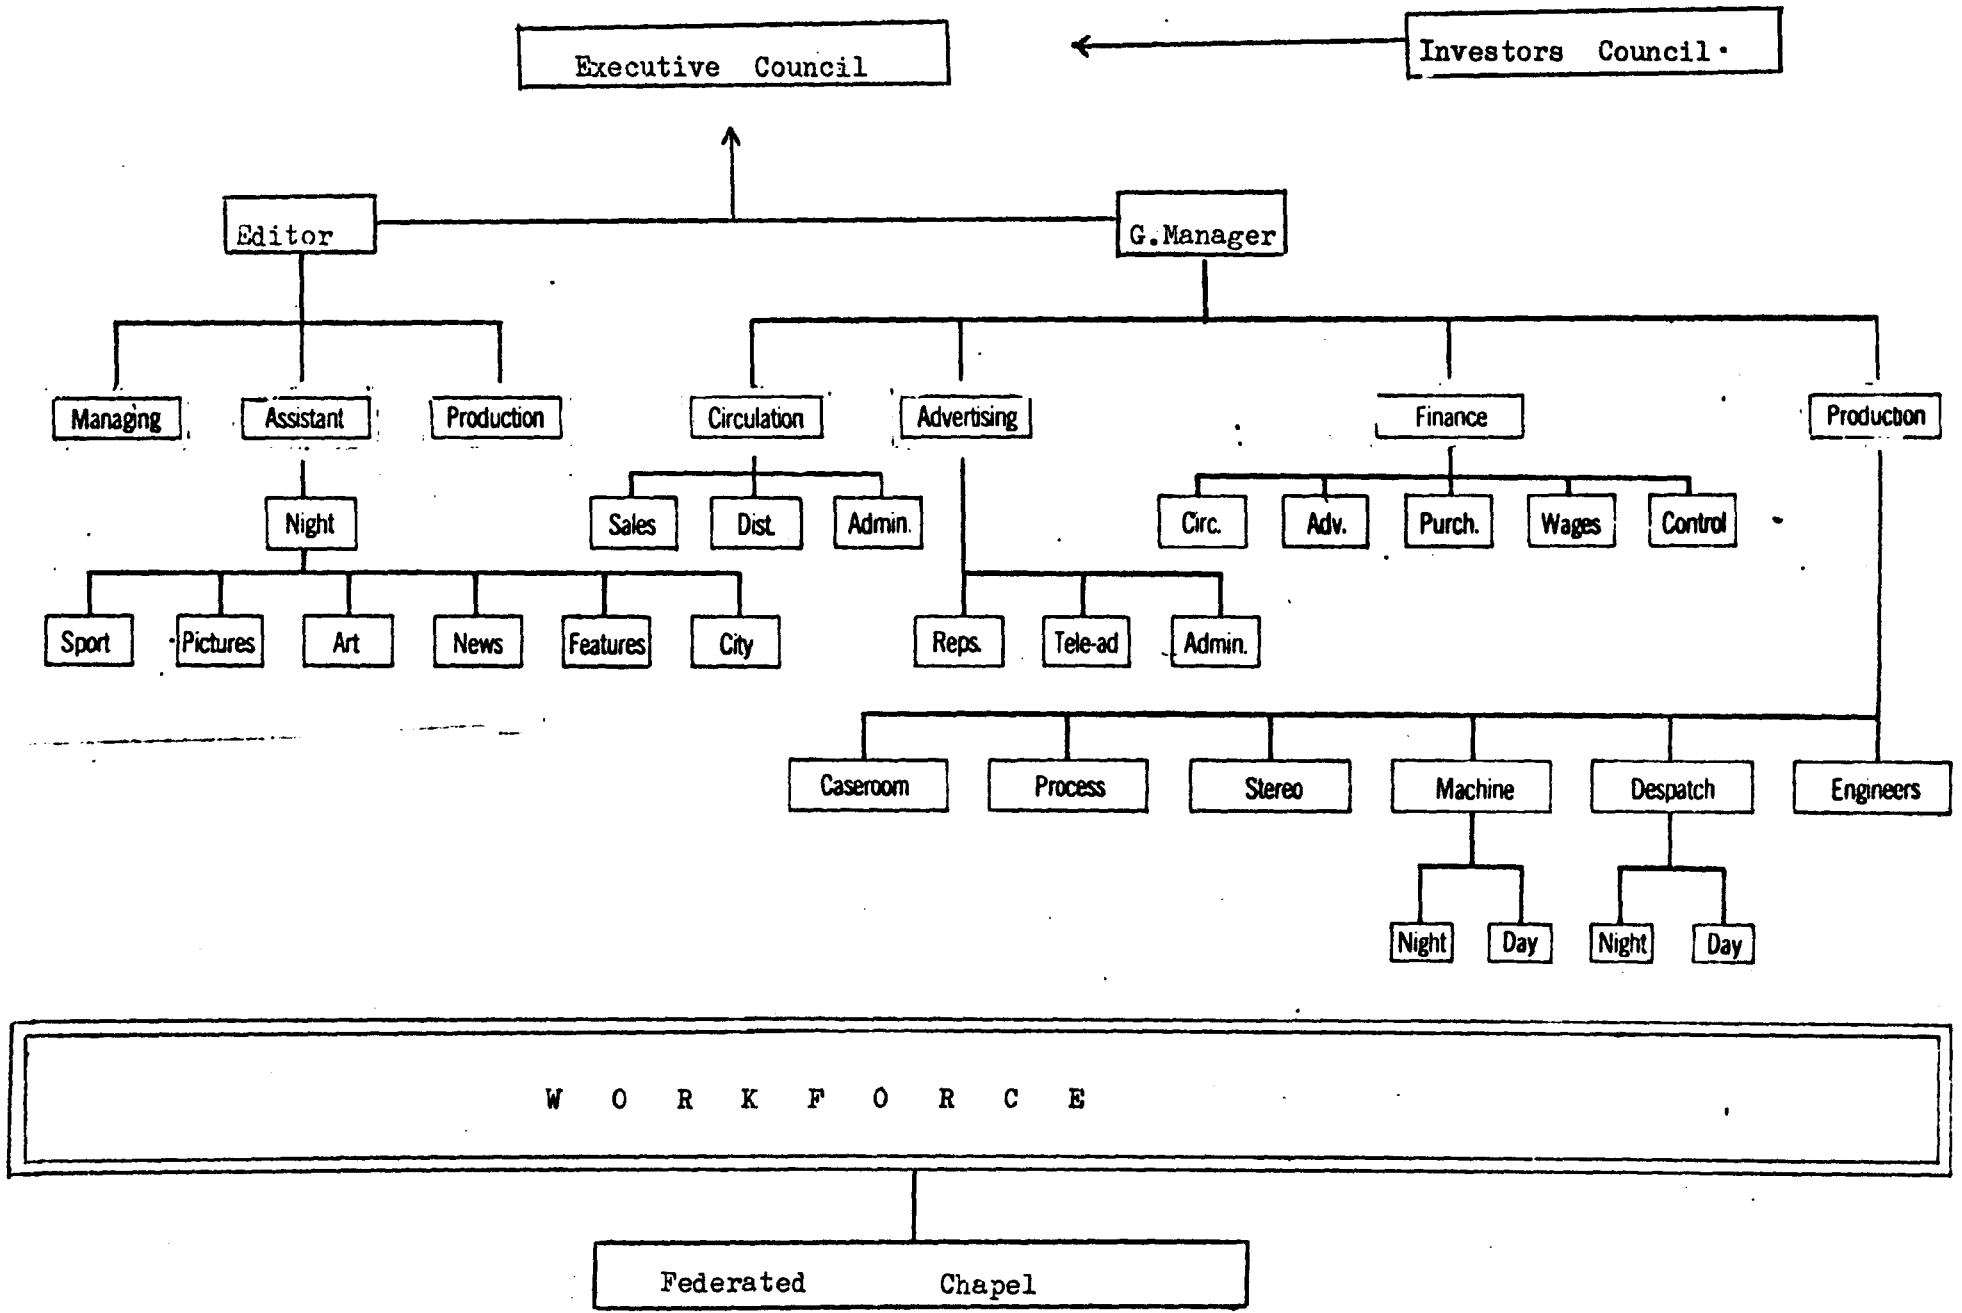 Executive Council
Investors Council.
Editor
G.Manager
Managing
Assistant
Production
Circulation
Advertising
Finance
Production
Night
Sales
Dist.
Admin.
Circ.
Adv.
Purch.
Wages
Control
Sport
Pictures
Art
News
Features
City
Reps.
Tele-ad
Admin.
Caseroom
Process
Stereo
Machine
Despatch
Engineers
Night
Day
Night
Day
W O R K F O R C E
Federated Chapel